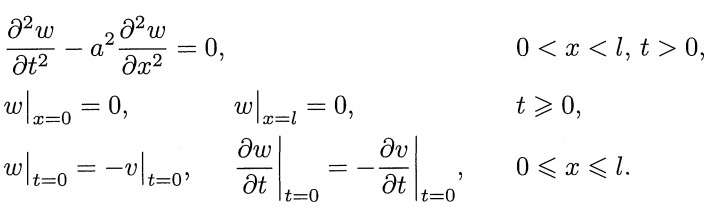 ∂²w/∂t² − a² ∂²w/∂x² = 0, 0 < x < l, t > 0,
w|ₓ₌₀ = 0, w|ₓ₌ₗ = 0, t ⩾ 0,
w|ₜ₌₀ = −v|ₜ₌₀, ∂w/∂t|ₜ₌₀ = −∂v/∂t|ₜ₌₀, 0 ⩽ x ⩽ l.